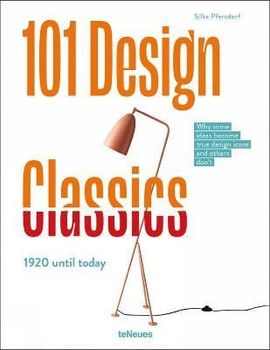 Silke Pfersdorf
101 Design
Why some
ideas become
true design icons
and others
don't
Classics
1920 until today
teNeues